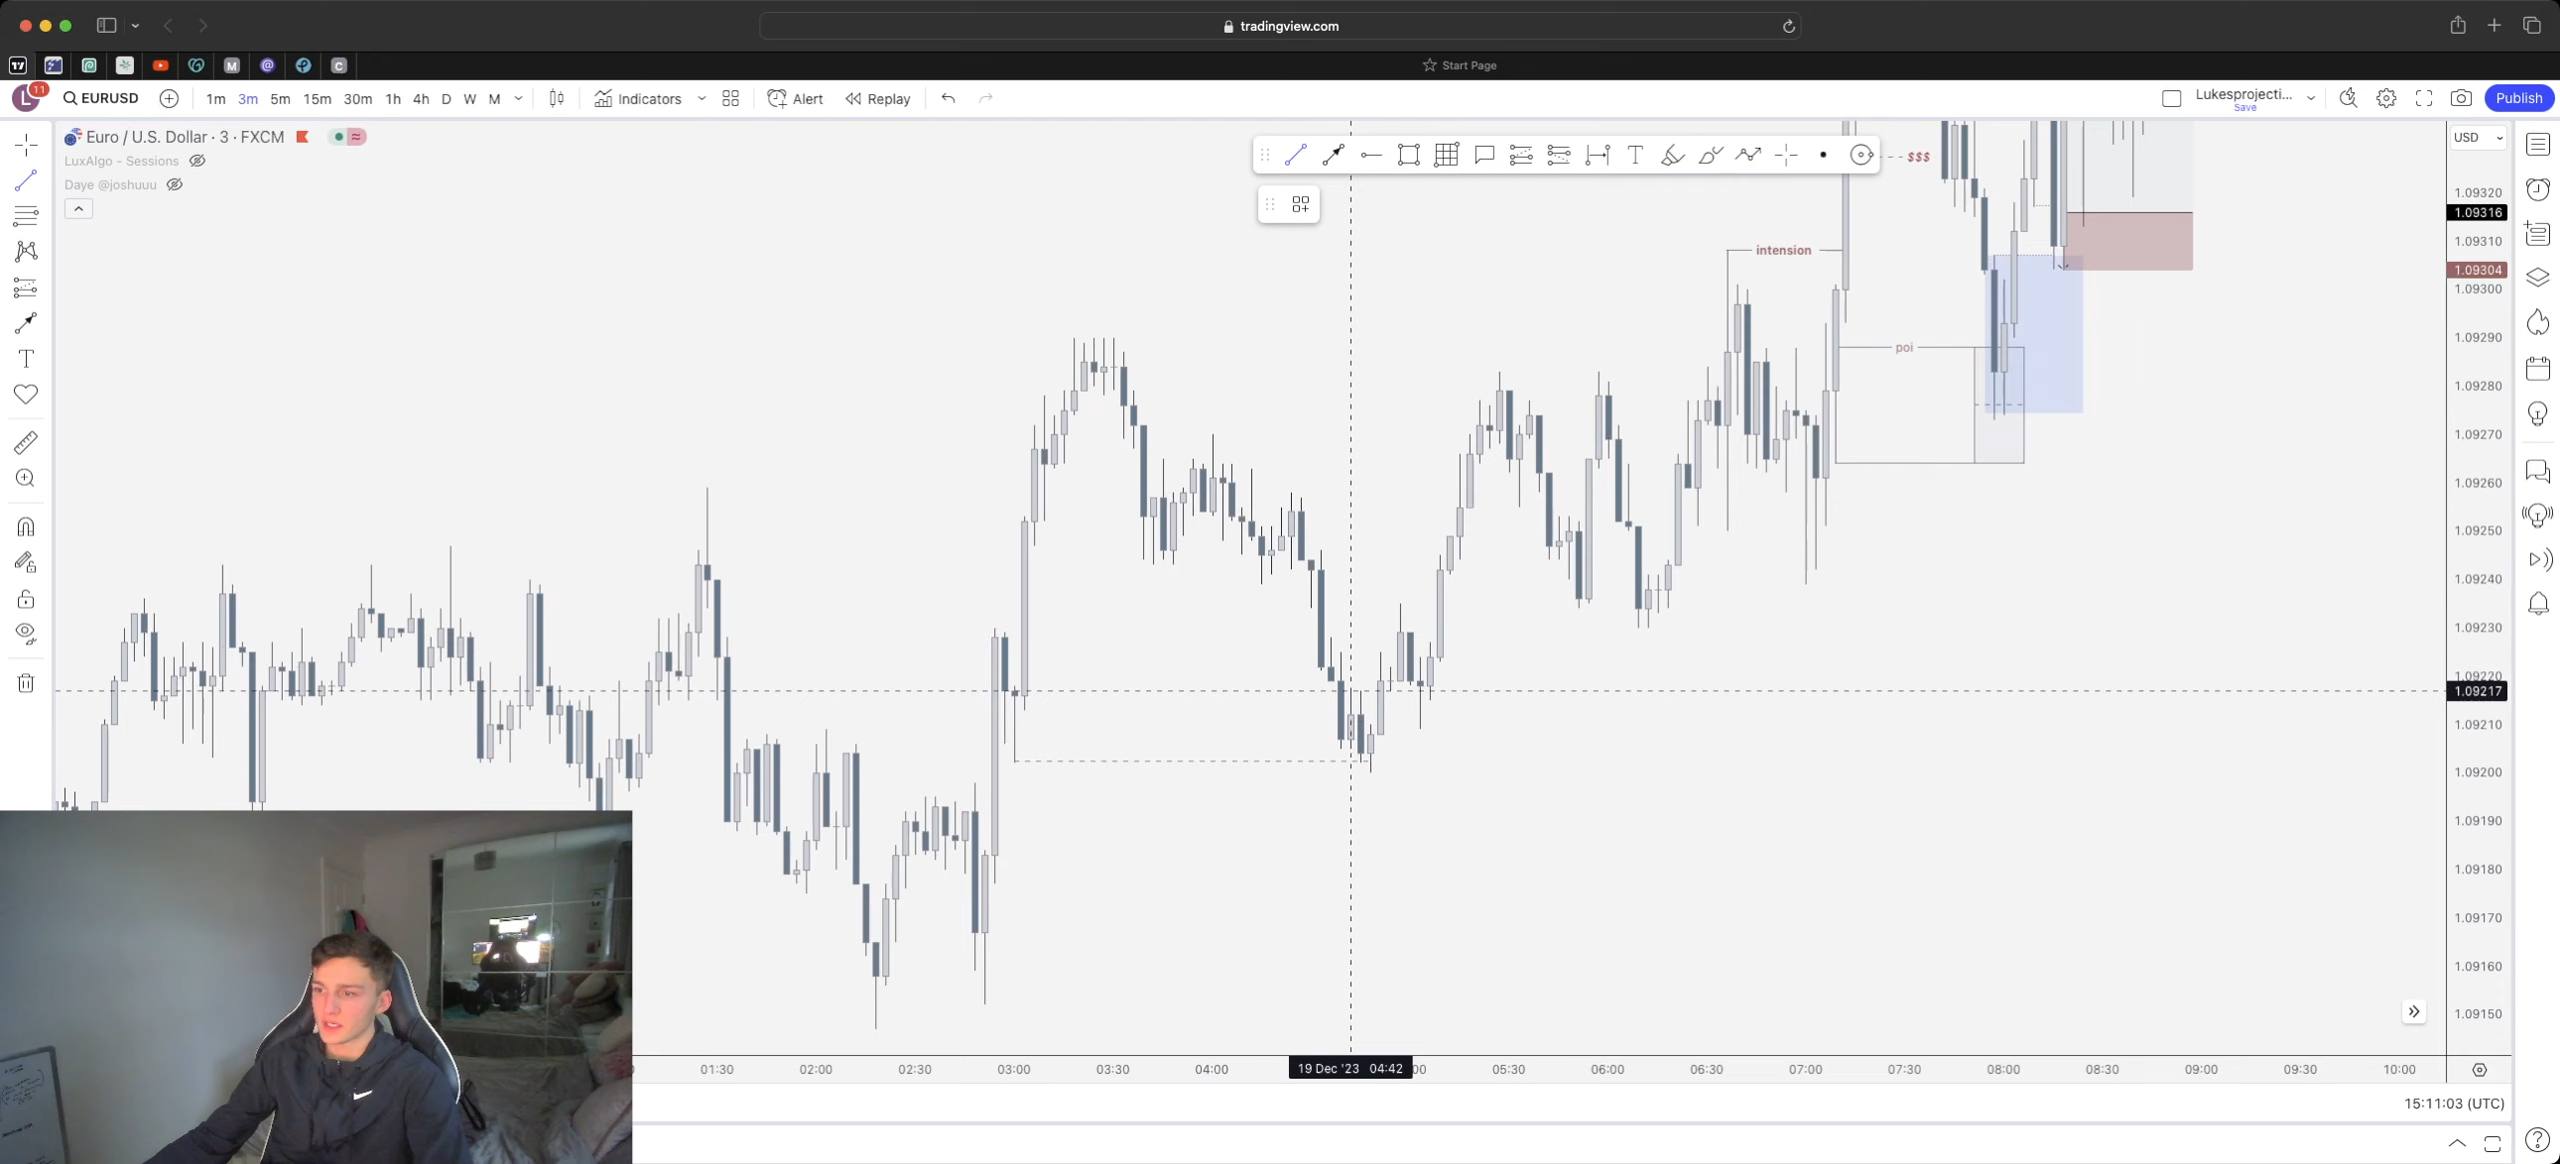 tradingview.com
Start Page
L 11 EURUSD 1m 3m 5m 15m 30m 1h 4h D W M Indicators Alert Replay Lukesprojecti... Save Publish
Euro / U.S. Dollar · 3 · FXCM
LuxAlgo - Sessions
Daye @joshuuu
USD
$$$
1.09320
1.09316
intension
1.09310
1.09304
1.09300
1.09290
poi
1.09280
1.09270
1.09260
1.09250
1.09240
1.09230
1.09220
1.09217
1.09210
1.09200
1.09190
1.09180
1.09170
1.09160
1.09150
01:30 02:00 02:30 03:00 03:30 04:00 19 Dec '23 04:42 05:30 06:00 06:30 07:00 07:30 08:00 08:30 09:00 09:30 10:00
15:11:03 (UTC)